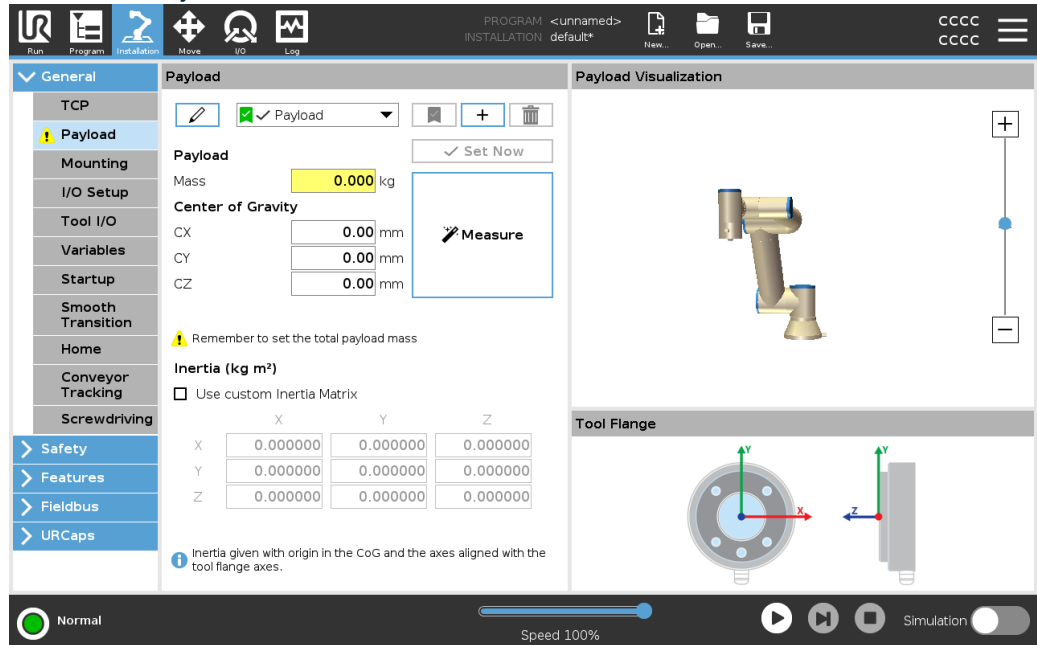 PROGRAM <unnamed>
INSTALLATION default*
CCCC
CCCC
UR
Run Program Installation Move I/O Log New... Open... Save...
General
TCP
Payload
Mounting
I/O Setup
Tool I/O
Variables
Startup
Smooth
Transition
Home
Conveyor
Tracking
Screwdriving
Safety
Features
Fieldbus
URCaps
Payload
Payload
Set Now
Payload
Mass 0.000 kg
Center of Gravity
CX 0.00 mm
CY 0.00 mm
CZ 0.00 mm
Measure
Remember to set the total payload mass
Inertia (kg m²)
Use custom Inertia Matrix
X Y Z
X 0.000000 0.000000 0.000000
Y 0.000000 0.000000 0.000000
Z 0.000000 0.000000 0.000000
Inertia given with origin in the CoG and the axes aligned with the
tool flange axes.
Payload Visualization
Tool Flange
Y
X
Y
Z
Normal
Speed 100%
Simulation